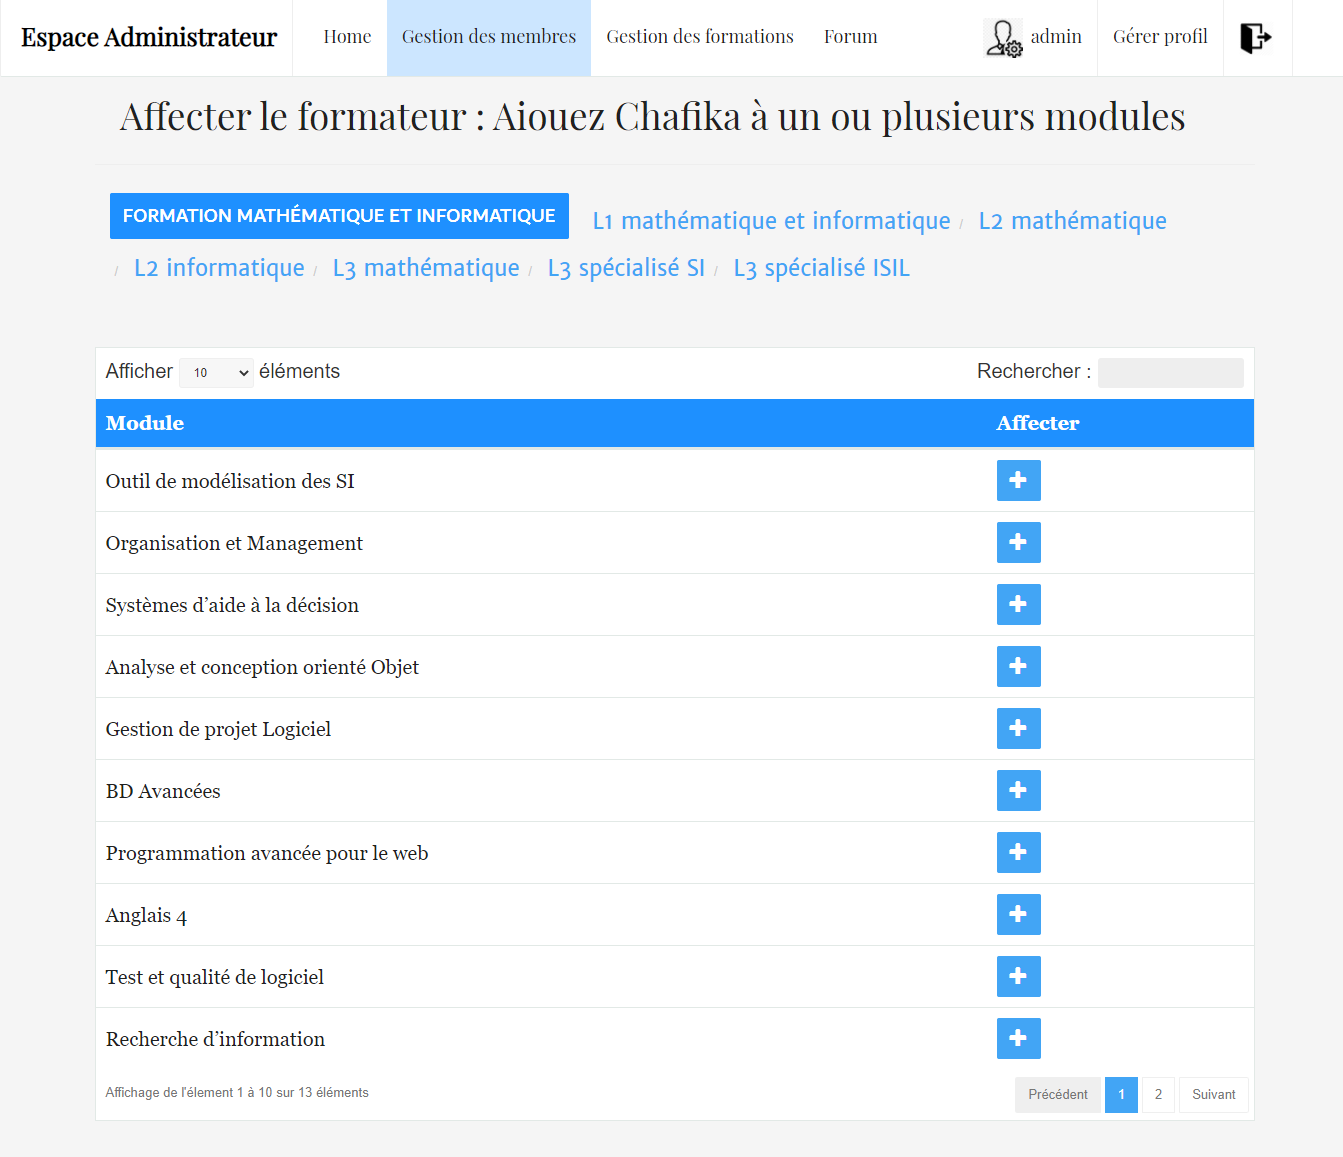 Espace Administrateur Home Gestion des membres Gestion des formations Forum admin Gérer profil
Affecter le formateur : Aiouez Chafika à un ou plusieurs modules
FORMATION MATHÉMATIQUE ET INFORMATIQUE L1 mathématique et informatique / L2 mathématique
/ L2 informatique / L3 mathématique / L3 spécialisé SI / L3 spécialisé ISIL
Afficher 10 éléments Rechercher :
Module Affecter
Outil de modélisation des SI
Organisation et Management
Systèmes d’aide à la décision
Analyse et conception orienté Objet
Gestion de projet Logiciel
BD Avancées
Programmation avancée pour le web
Anglais 4
Test et qualité de logiciel
Recherche d’information
Affichage de l'élement 1 à 10 sur 13 éléments Précédent 1 2 Suivant